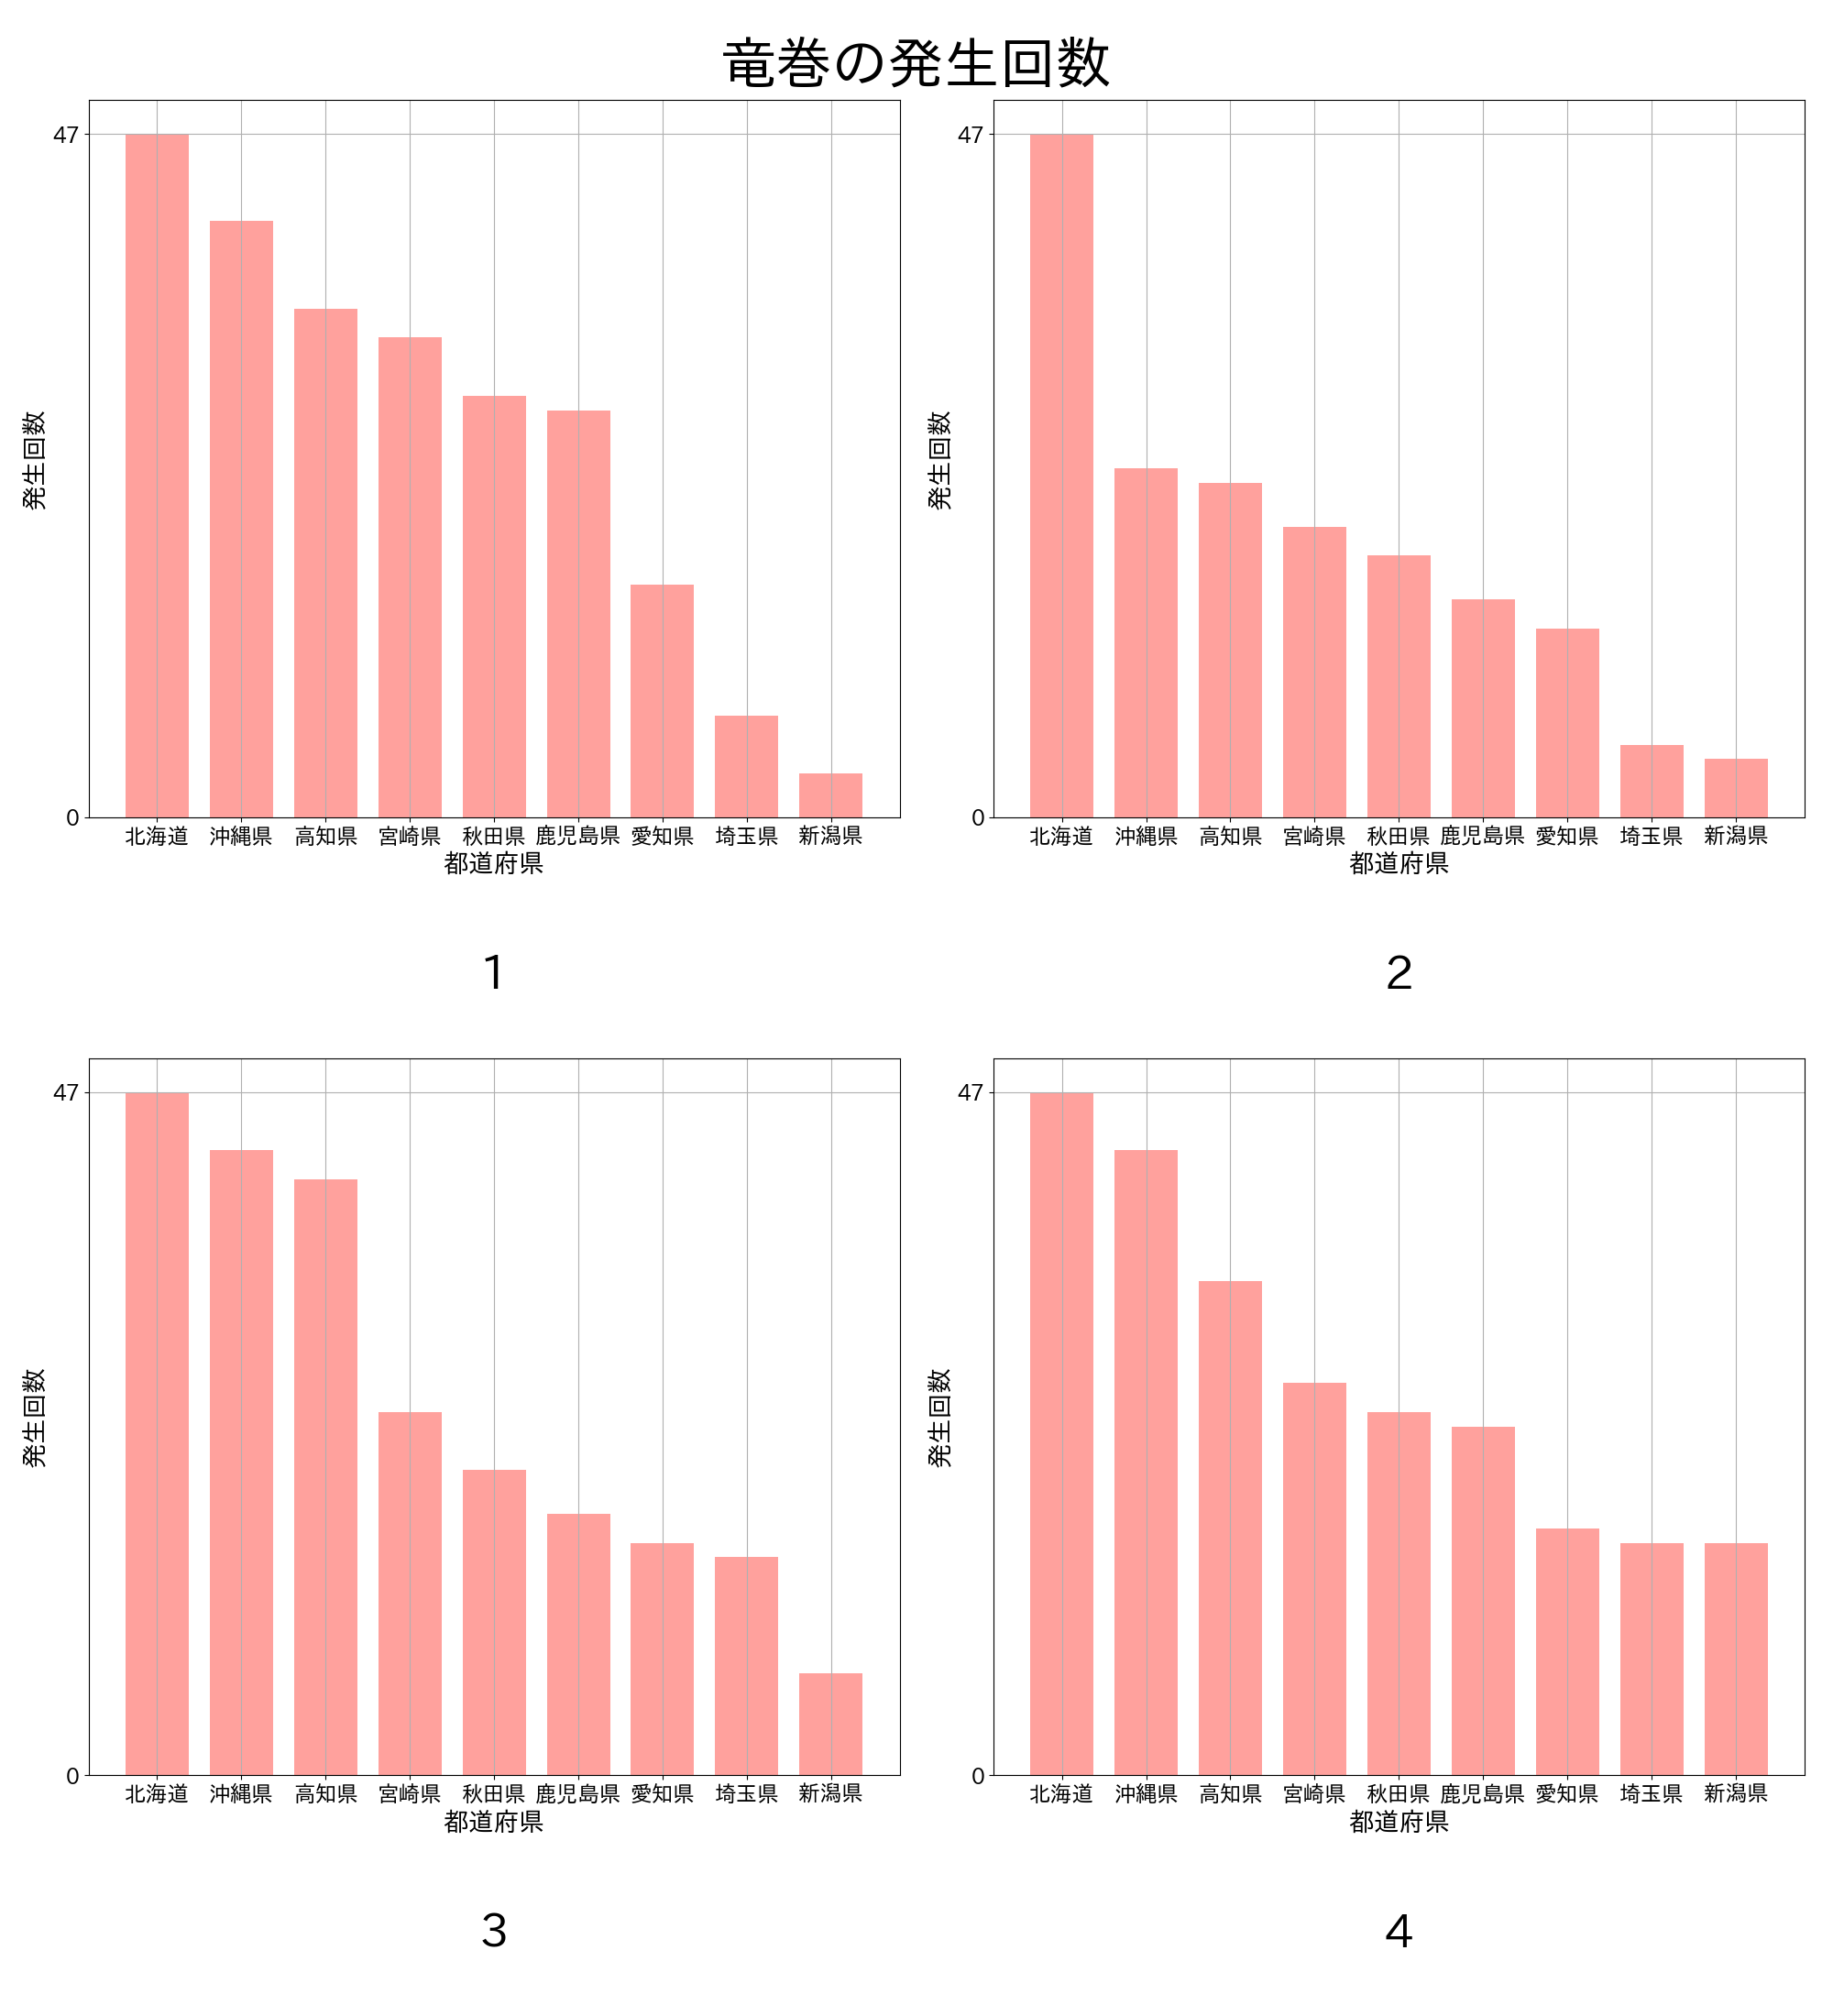 竜巻の発生回数
47
0
発生回数
北海道 沖縄県 高知県 宮崎県 秋田県 鹿児島県 愛知県 埼玉県 新潟県
都道府県
1
47
0
発生回数
北海道 沖縄県 高知県 宮崎県 秋田県 鹿児島県 愛知県 埼玉県 新潟県
都道府県
2
47
0
発生回数
北海道 沖縄県 高知県 宮崎県 秋田県 鹿児島県 愛知県 埼玉県 新潟県
都道府県
3
47
0
発生回数
北海道 沖縄県 高知県 宮崎県 秋田県 鹿児島県 愛知県 埼玉県 新潟県
都道府県
4